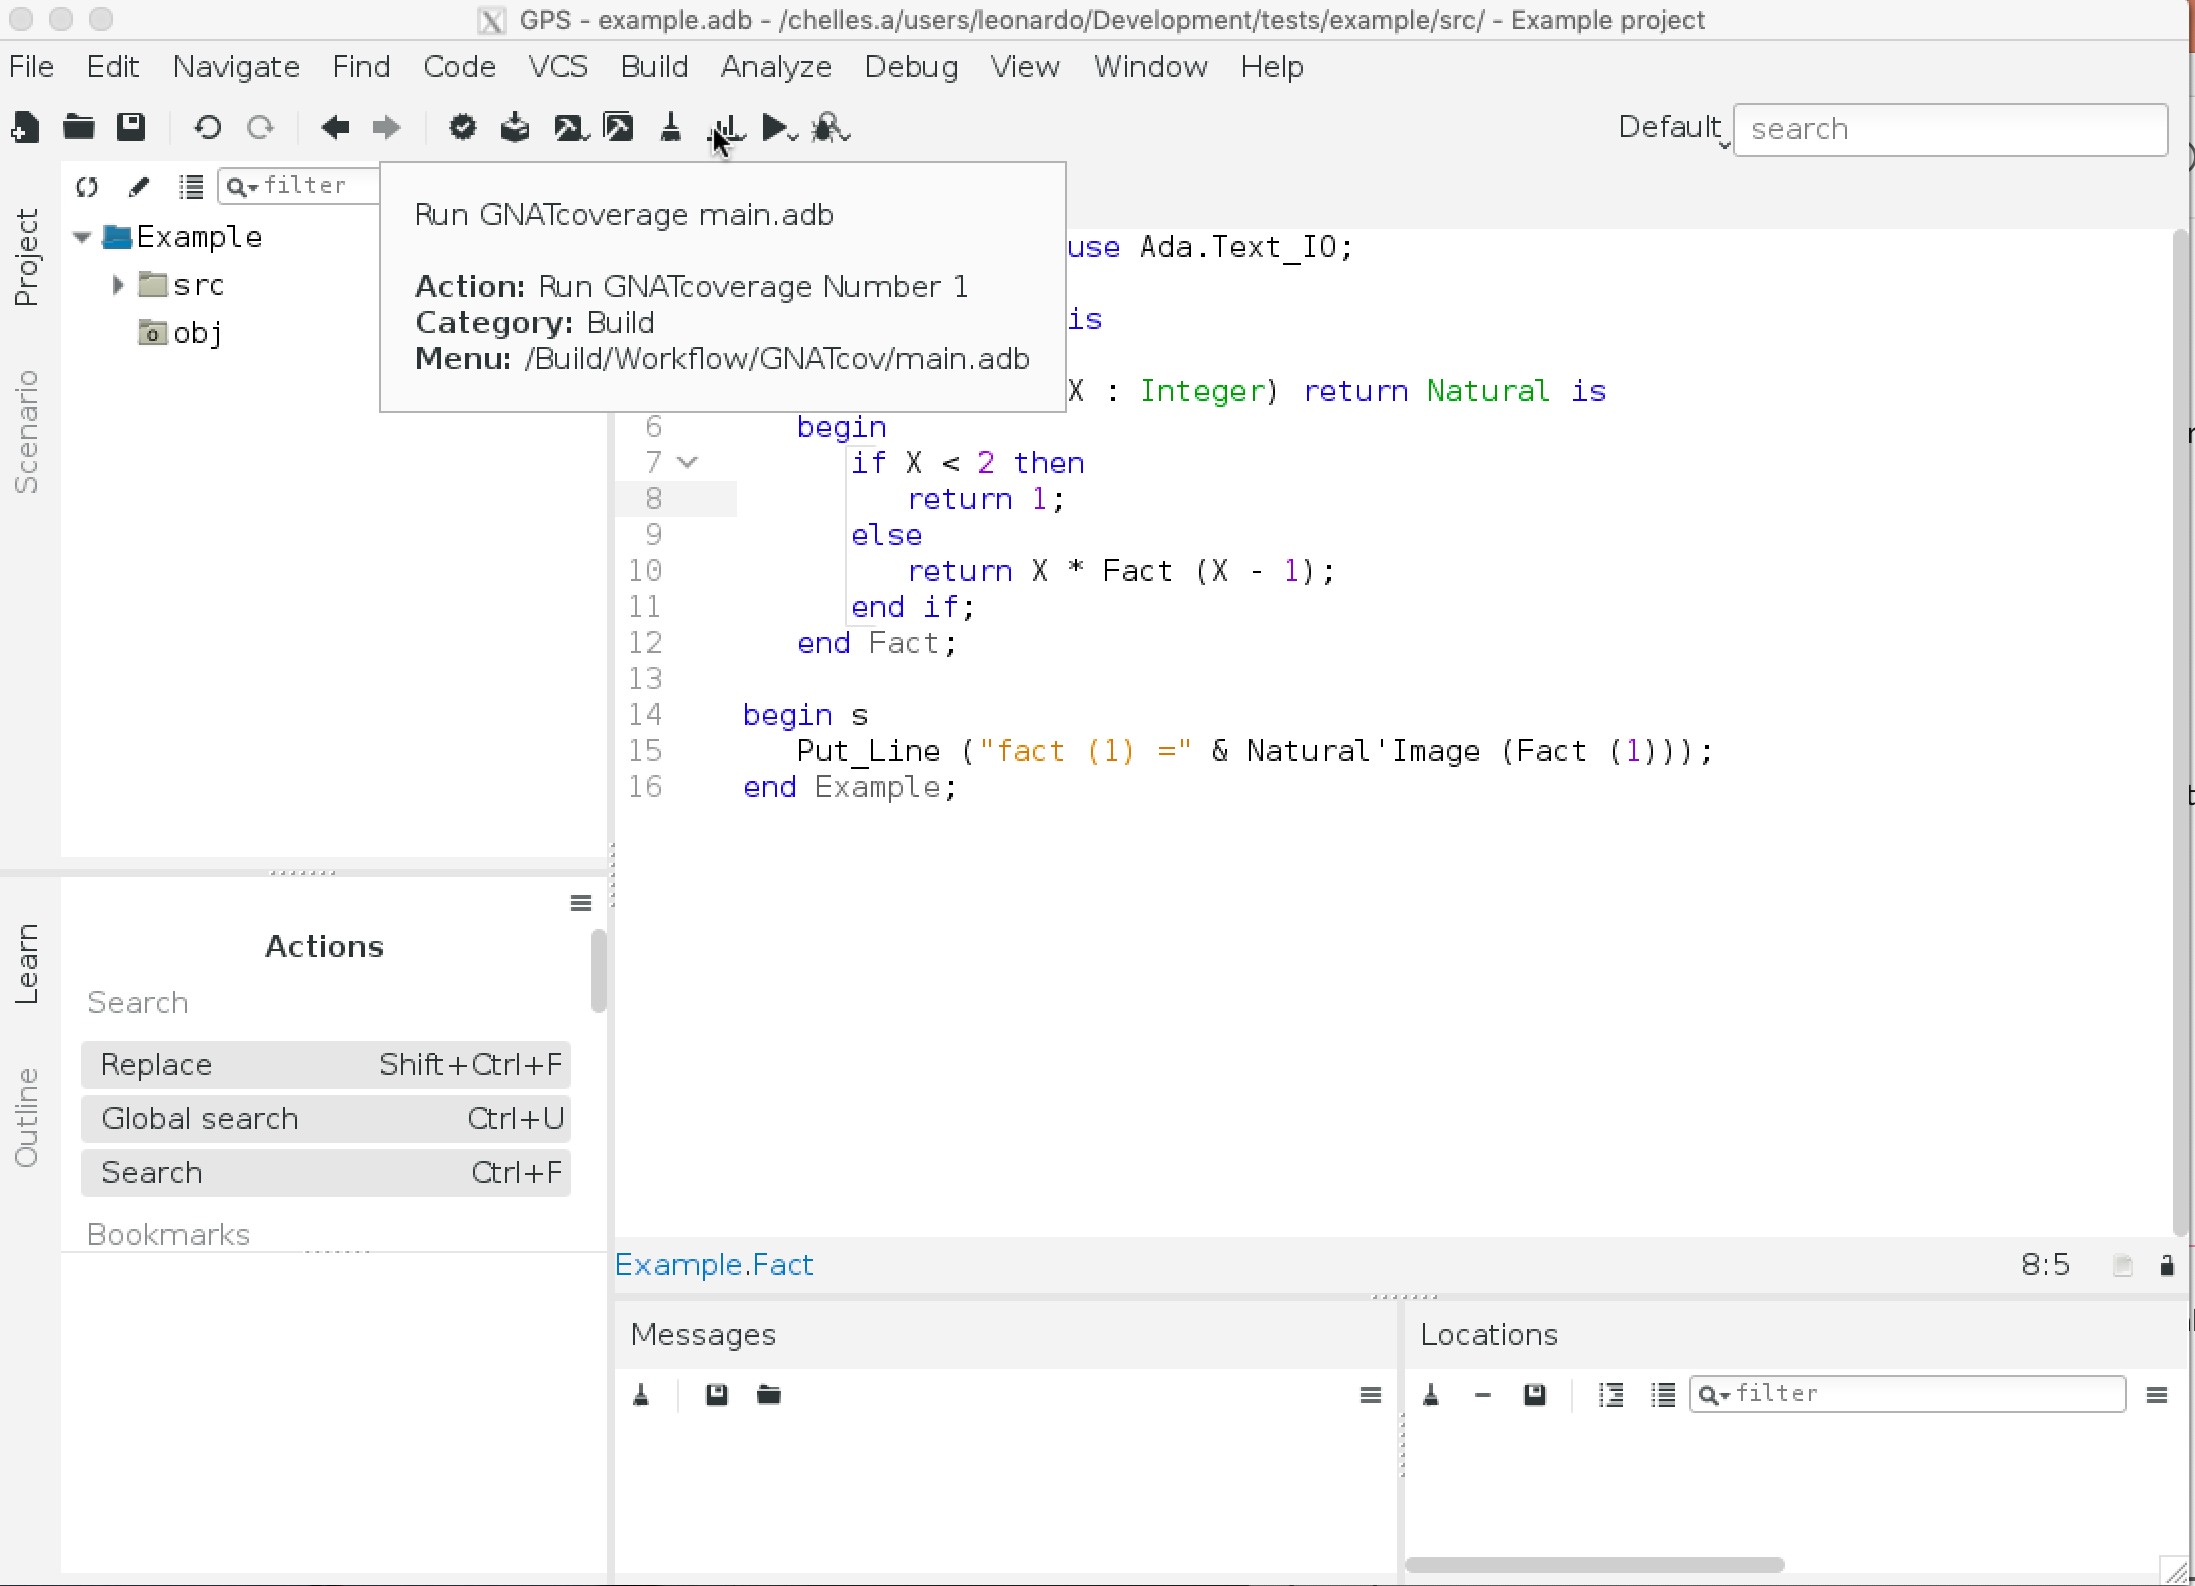 GPS - example.adb - /chelles.a/users/leonardo/Development/tests/example/src/ - Example project
File Edit Navigate Find Code VCS Build Analyze Debug View Window Help
Default search
Project
Scenario
filter
Example
src
obj
Run GNATcoverage main.adb
Action: Run GNATcoverage Number 1
Category: Build
Menu: /Build/Workflow/GNATcov/main.adb
use Ada.Text_IO;
is
X : Integer) return Natural is
6 begin
7 if X < 2 then
8 return 1;
9 else
10 return X * Fact (X - 1);
11 end if;
12 end Fact;
13
14 begin s
15 Put_Line ("fact (1) =" & Natural'Image (Fact (1)));
16 end Example;
Learn
Outline
Actions
Search
Replace Shift+Ctrl+F
Global search Ctrl+U
Search Ctrl+F
Bookmarks
Example.Fact 8:5
Messages
Locations
filter